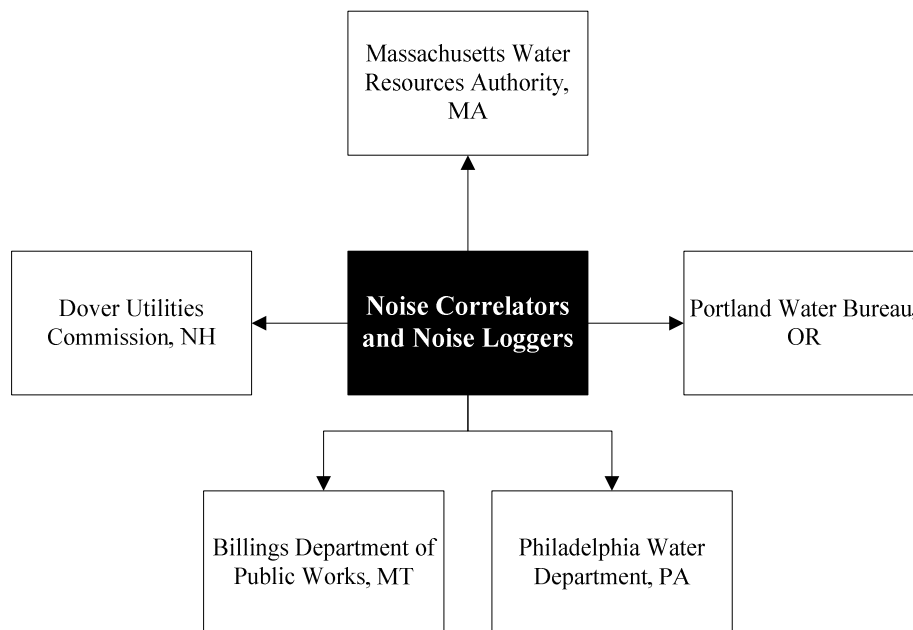 Massachusetts Water
Resources Authority,
MA
Dover Utilities
Commission, NH
Noise Correlators
and Noise Loggers
Portland Water Bureau,
OR
Billings Department of
Public Works, MT
Philadelphia Water
Department, PA